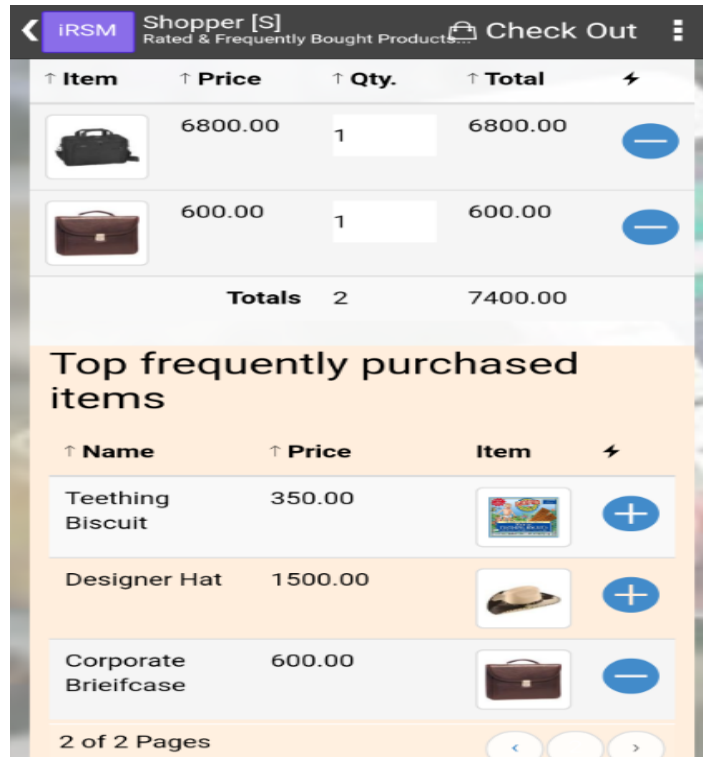 iRSM
Shopper [S]
Rated & Frequently Bought Products...
Check Out
↑ Item ↑ Price ↑ Qty. ↑ Total
6800.00 1 6800.00
600.00 1 600.00
Totals 2 7400.00
Top frequently purchased
items
↑ Name ↑ Price Item
Teething 350.00
Biscuit
Designer Hat 1500.00
Corporate 600.00
Brieifcase
2 of 2 Pages